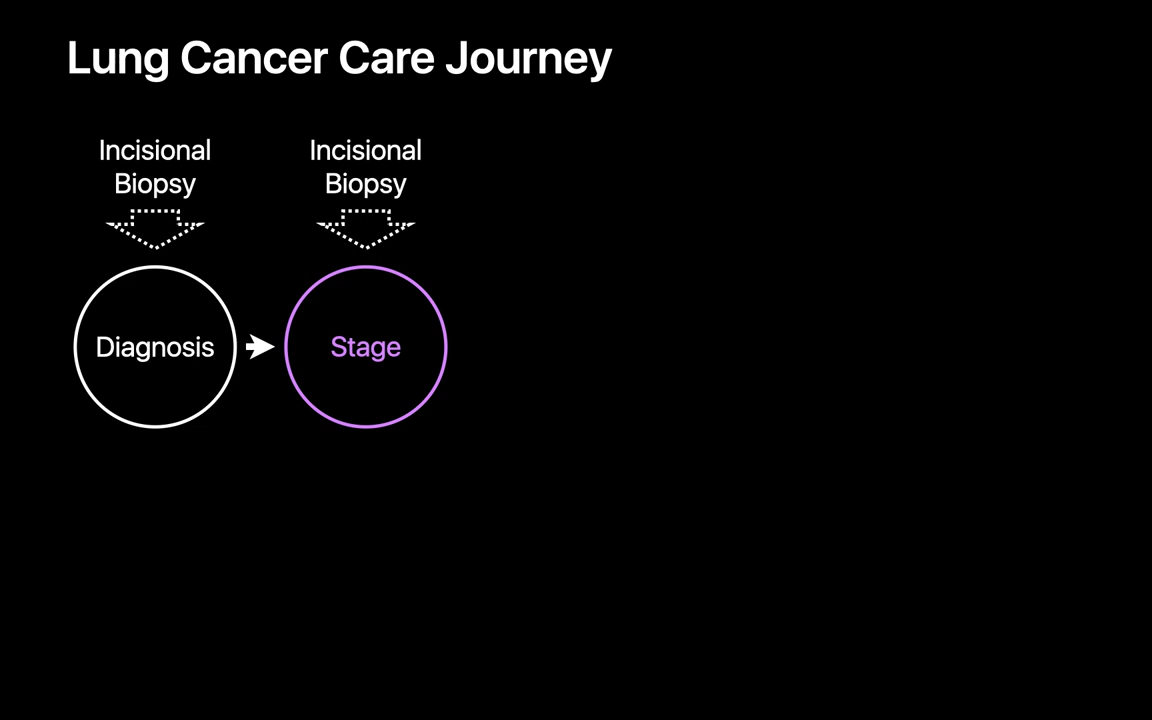 Lung Cancer Care Journey
Incisional
Biopsy
Incisional
Biopsy
Diagnosis
Stage